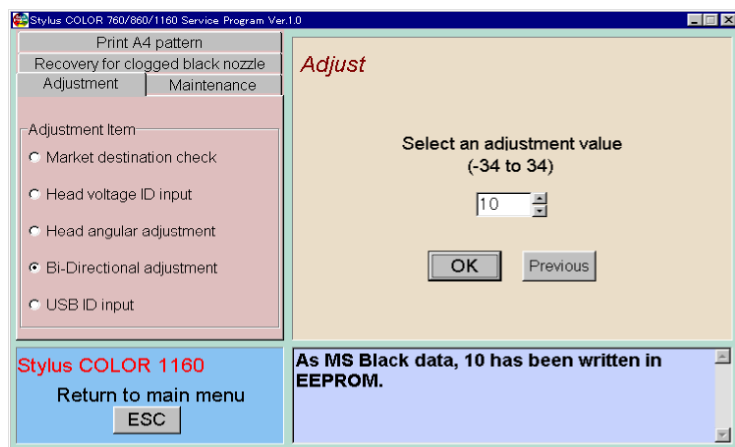 Stylus COLOR 760/860/1160 Service Program Ver.1.0
Print A4 pattern
Recovery for clogged black nozzle
Adjustment
Maintenance
Adjustment Item
Market destination check
Head voltage ID input
Head angular adjustment
Bi-Directional adjustment
USB ID input
Adjust
Select an adjustment value
(-34 to 34)
10
OK
Previous
Stylus COLOR 1160
Return to main menu
ESC
As MS Black data, 10 has been written in
EEPROM.